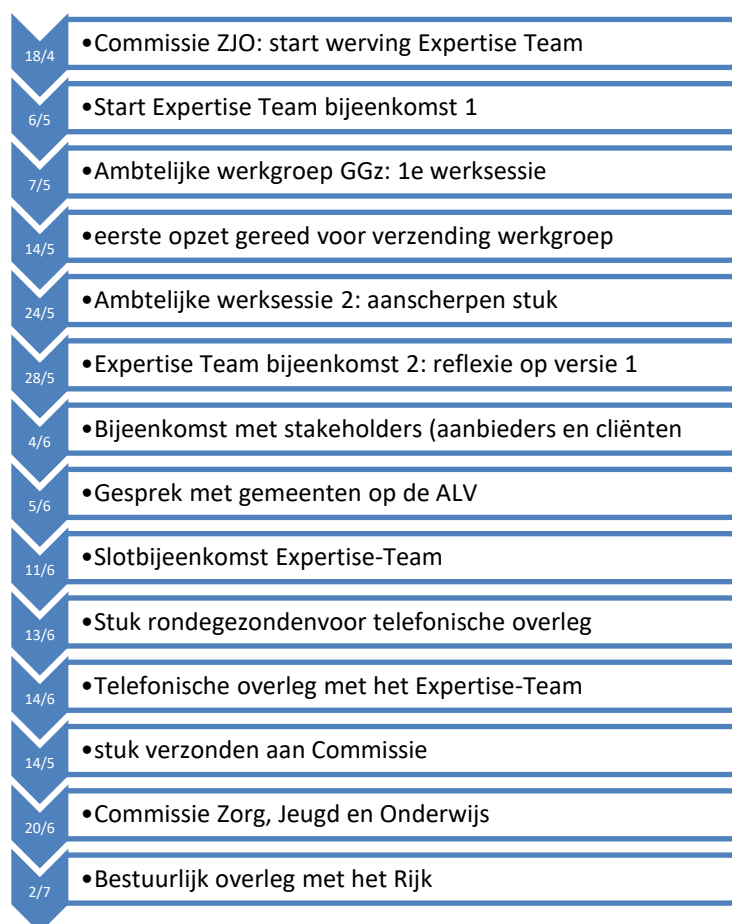 18/4
•Commissie ZJO: start werving Expertise Team
6/5
•Start Expertise Team bijeenkomst 1
7/5
•Ambtelijke werkgroep GGz: 1e werksessie
14/5
•eerste opzet gereed voor verzending werkgroep
24/5
•Ambtelijke werksessie 2: aanscherpen stuk
28/5
•Expertise Team bijeenkomst 2: reflexie op versie 1
4/6
•Bijeenkomst met stakeholders (aanbieders en cliënten
5/6
•Gesprek met gemeenten op de ALV
11/6
•Slotbijeenkomst Expertise-Team
13/6
•Stuk rondegezondenvoor telefonische overleg
14/6
•Telefonische overleg met het Expertise-Team
14/5
•stuk verzonden aan Commissie
20/6
•Commissie Zorg, Jeugd en Onderwijs
2/7
•Bestuurlijk overleg met het Rijk